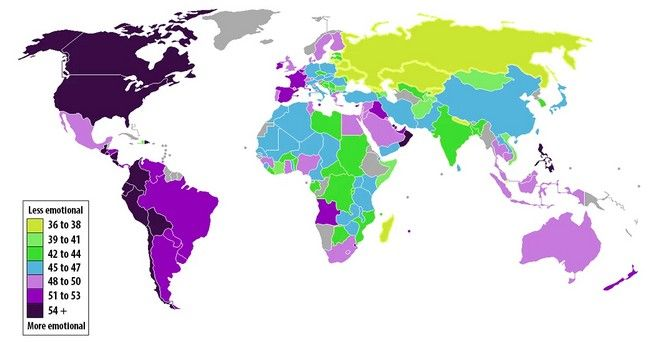 Less emotional
36 to 38
39 to 41
42 to 44
45 to 47
48 to 50
51 to 53
54 +
More emotional